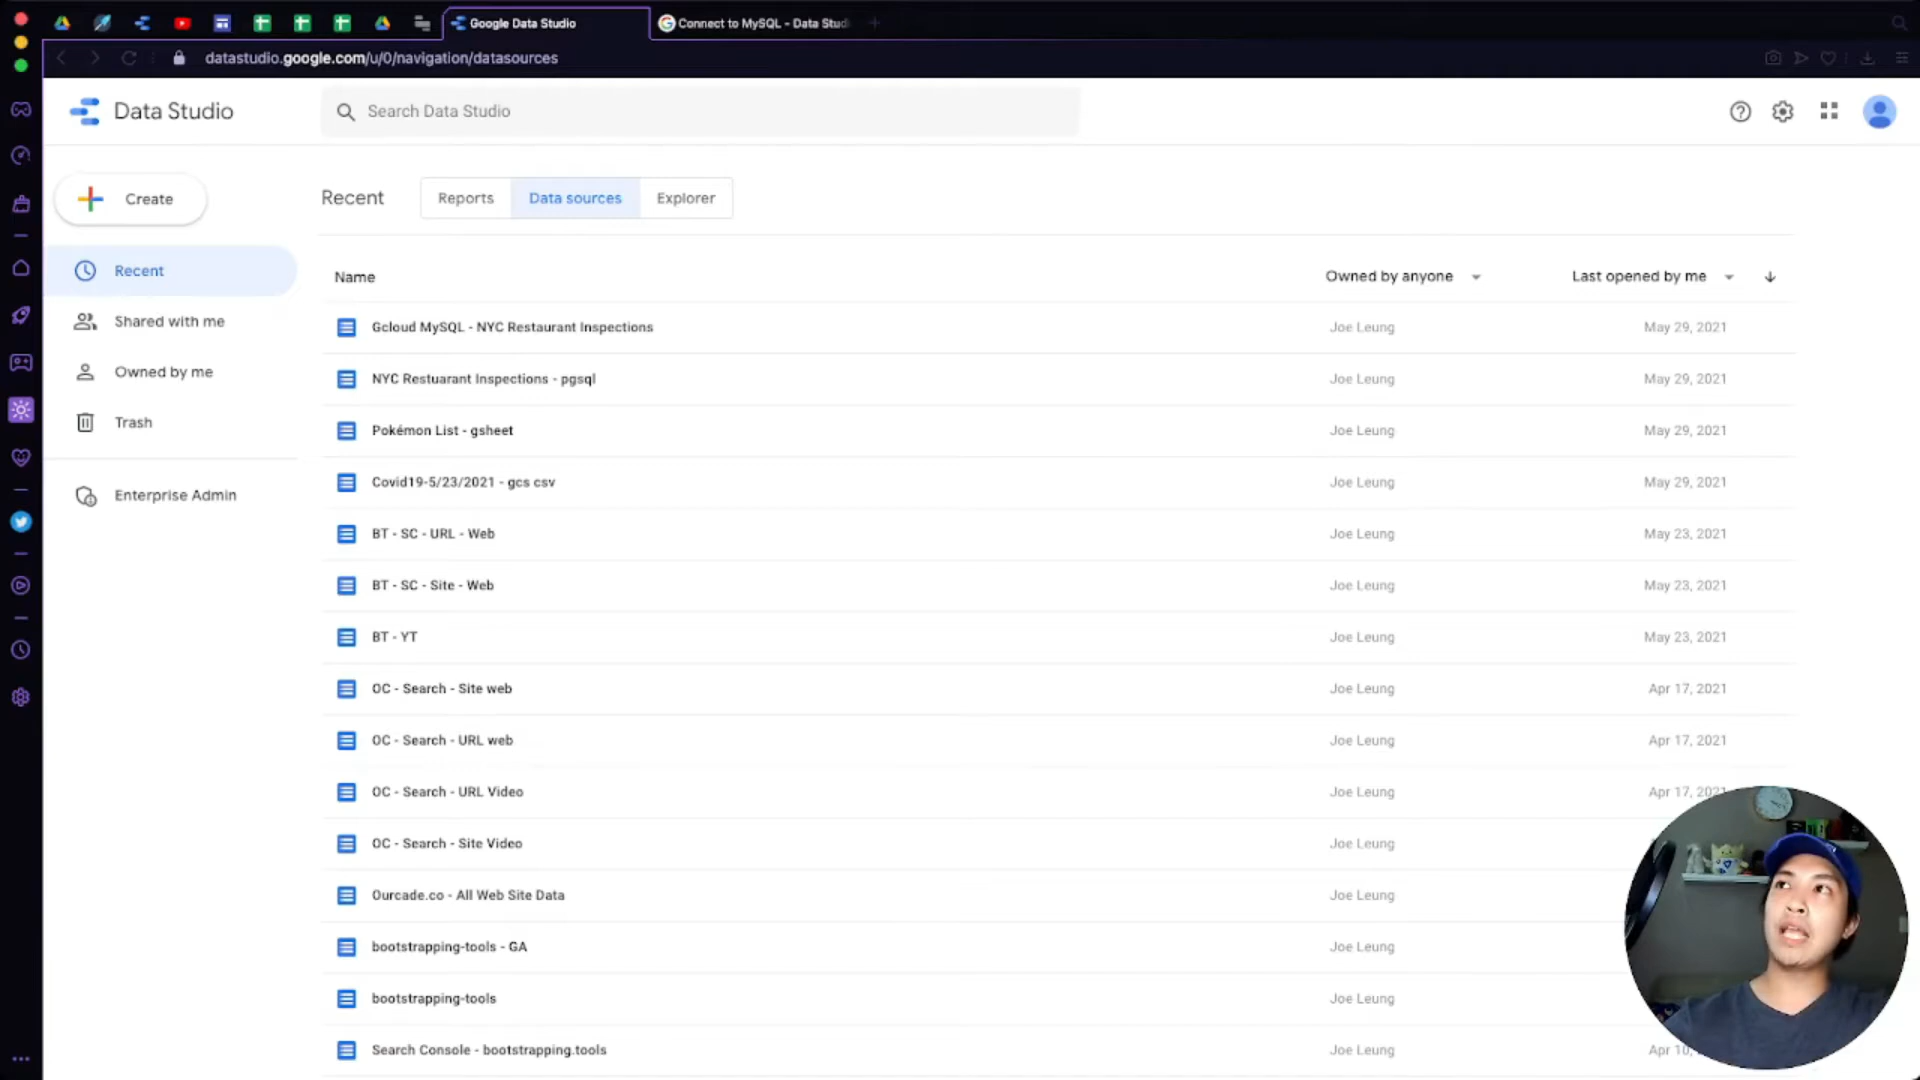 Google Data Studio
Connect to MySQL - Data Stud
datastudio.google.com/u/0/navigation/datasources
Data Studio
Search Data Studio
Create
Recent
Reports
Data sources
Explorer
Recent
Shared with me
Owned by me
Trash
Enterprise Admin
Name
Owned by anyone
Last opened by me
Gcloud MySQL - NYC Restaurant Inspections
Joe Leung
May 29, 2021
NYC Restuarant Inspections - pgsql
Joe Leung
May 29, 2021
Pokémon List - gsheet
Joe Leung
May 29, 2021
Covid19-5/23/2021 - gcs csv
Joe Leung
May 29, 2021
BT - SC - URL - Web
Joe Leung
May 23, 2021
BT - SC - Site - Web
Joe Leung
May 23, 2021
BT - YT
Joe Leung
May 23, 2021
OC - Search - Site web
Joe Leung
Apr 17, 2021
OC - Search - URL web
Joe Leung
Apr 17, 2021
OC - Search - URL Video
Joe Leung
Apr 17, 2021
OC - Search - Site Video
Joe Leung
Ourcade.co - All Web Site Data
Joe Leung
bootstrapping-tools - GA
Joe Leung
bootstrapping-tools
Joe Leung
Search Console - bootstrapping.tools
Joe Leung
Apr 10,